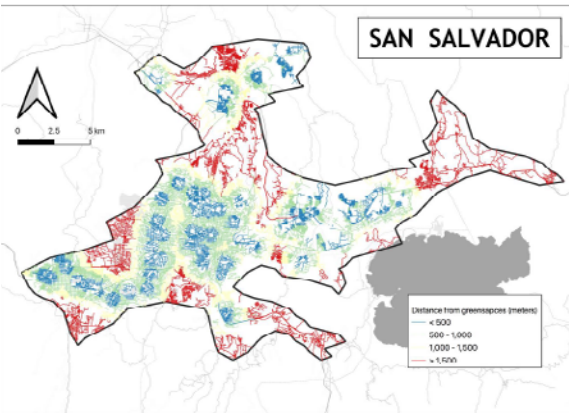 SAN SALVADOR
0 2.5 5 km
Distance from greensapces (meters)
< 500
500 - 1,000
1,000 - 1,500
> 1,500